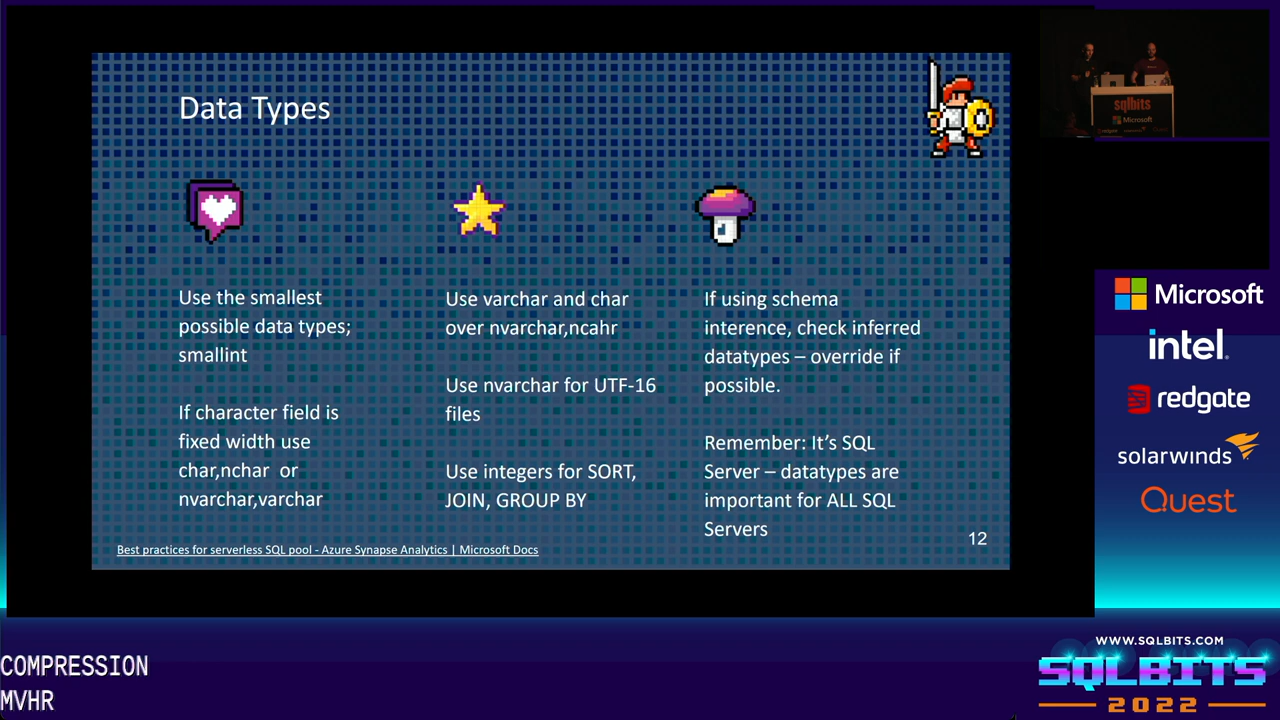 Data Types
Use the smallest
possible data types;
smallint
If character field is
fixed width use
char,nchar or
nvarchar,varchar
Use varchar and char
over nvarchar,ncahr
Use nvarchar for UTF-16
files
Use integers for SORT,
JOIN, GROUP BY
If using schema
interence, check inferred
datatypes – override if
possible.
Remember: It's SQL
Server – datatypes are
important for ALL SQL
Servers
Best practices for serverless SQL pool - Azure Synapse Analytics | Microsoft Docs
12
sqlbits
Microsoft
Microsoft
intel.
redgate
solarwinds
Quest
COMPRESSION
MVHR
WWW.SQLBITS.COM
SQLBITS
2022